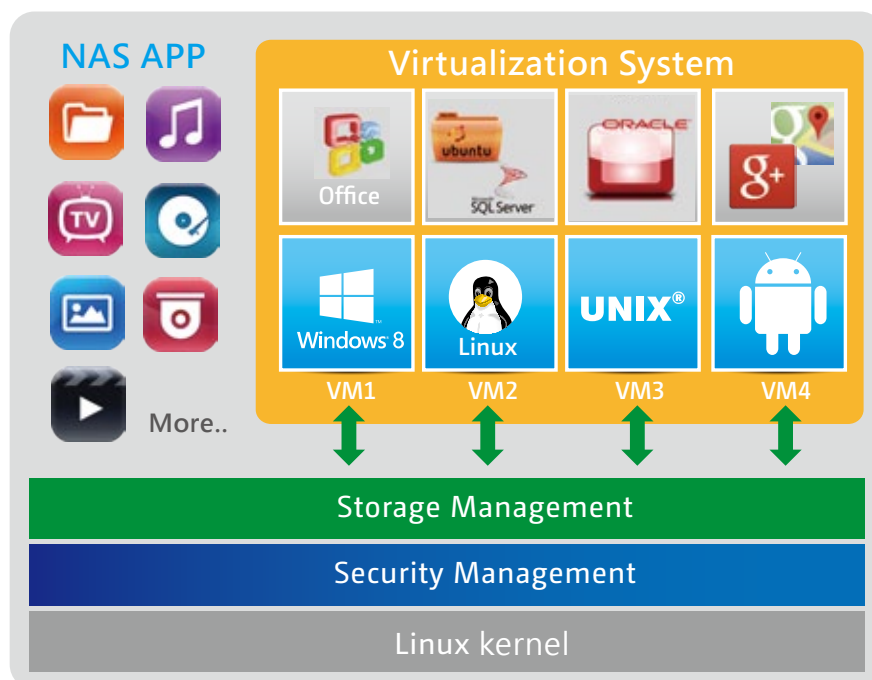 NAS APP
Virtualization System
TV
Office
ubuntu
SQL Server
ORACLE
g+
Windows 8
Linux
UNIX®
VM1
VM2
VM3
VM4
More..
Storage Management
Security Management
Linux kernel